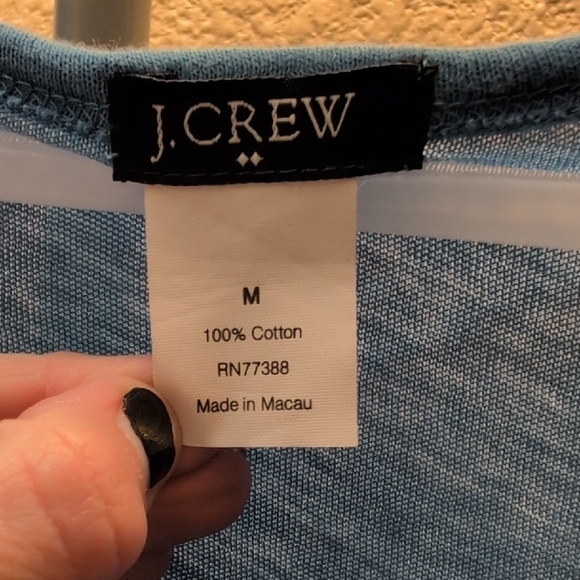 J.CREW
M
100% Cotton
RN77388
Made in Macau